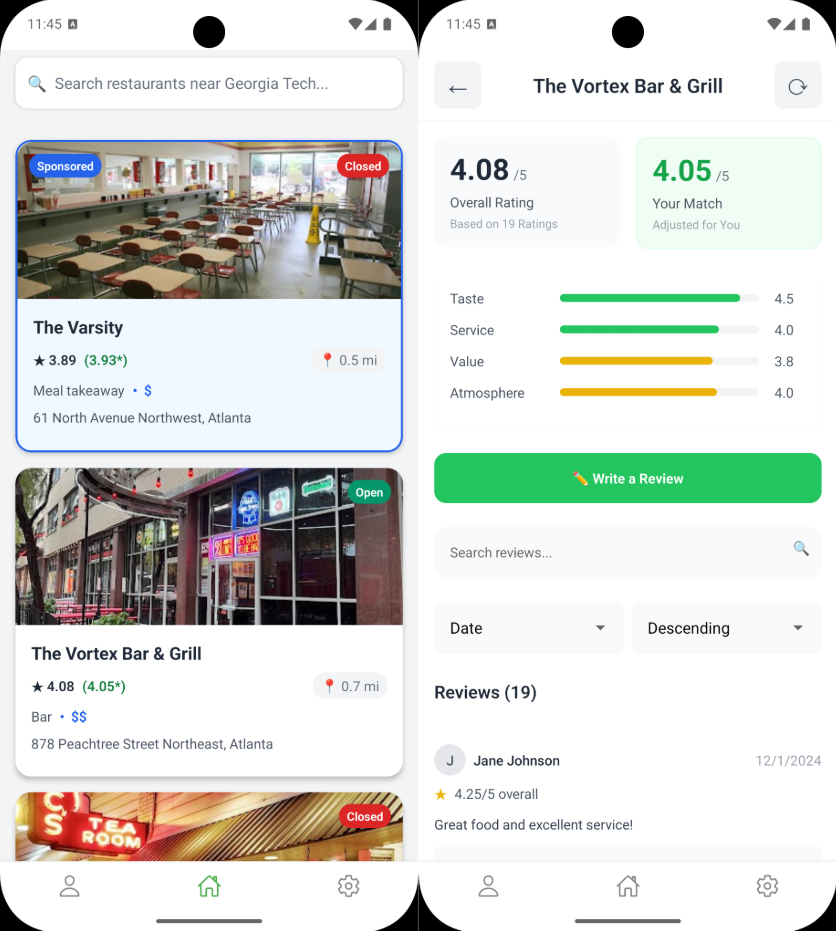 11:45
Search restaurants near Georgia Tech...
Sponsored
Closed
The Varsity
★ 3.89 (3.93*)
0.5 mi
Meal takeaway • $
61 North Avenue Northwest, Atlanta
Open
The Vortex Bar & Grill
★ 4.08 (4.05*)
0.7 mi
Bar • $$
878 Peachtree Street Northeast, Atlanta
Closed
TEA
ROOM
11:45
← The Vortex Bar & Grill
4.08 /5
Overall Rating
Based on 19 Ratings
4.05 /5
Your Match
Adjusted for You
Taste 4.5
Service 4.0
Value 3.8
Atmosphere 4.0
✏️ Write a Review
Search reviews...
Date
Descending
Reviews (19)
J Jane Johnson 12/1/2024
★ 4.25/5 overall
Great food and excellent service!